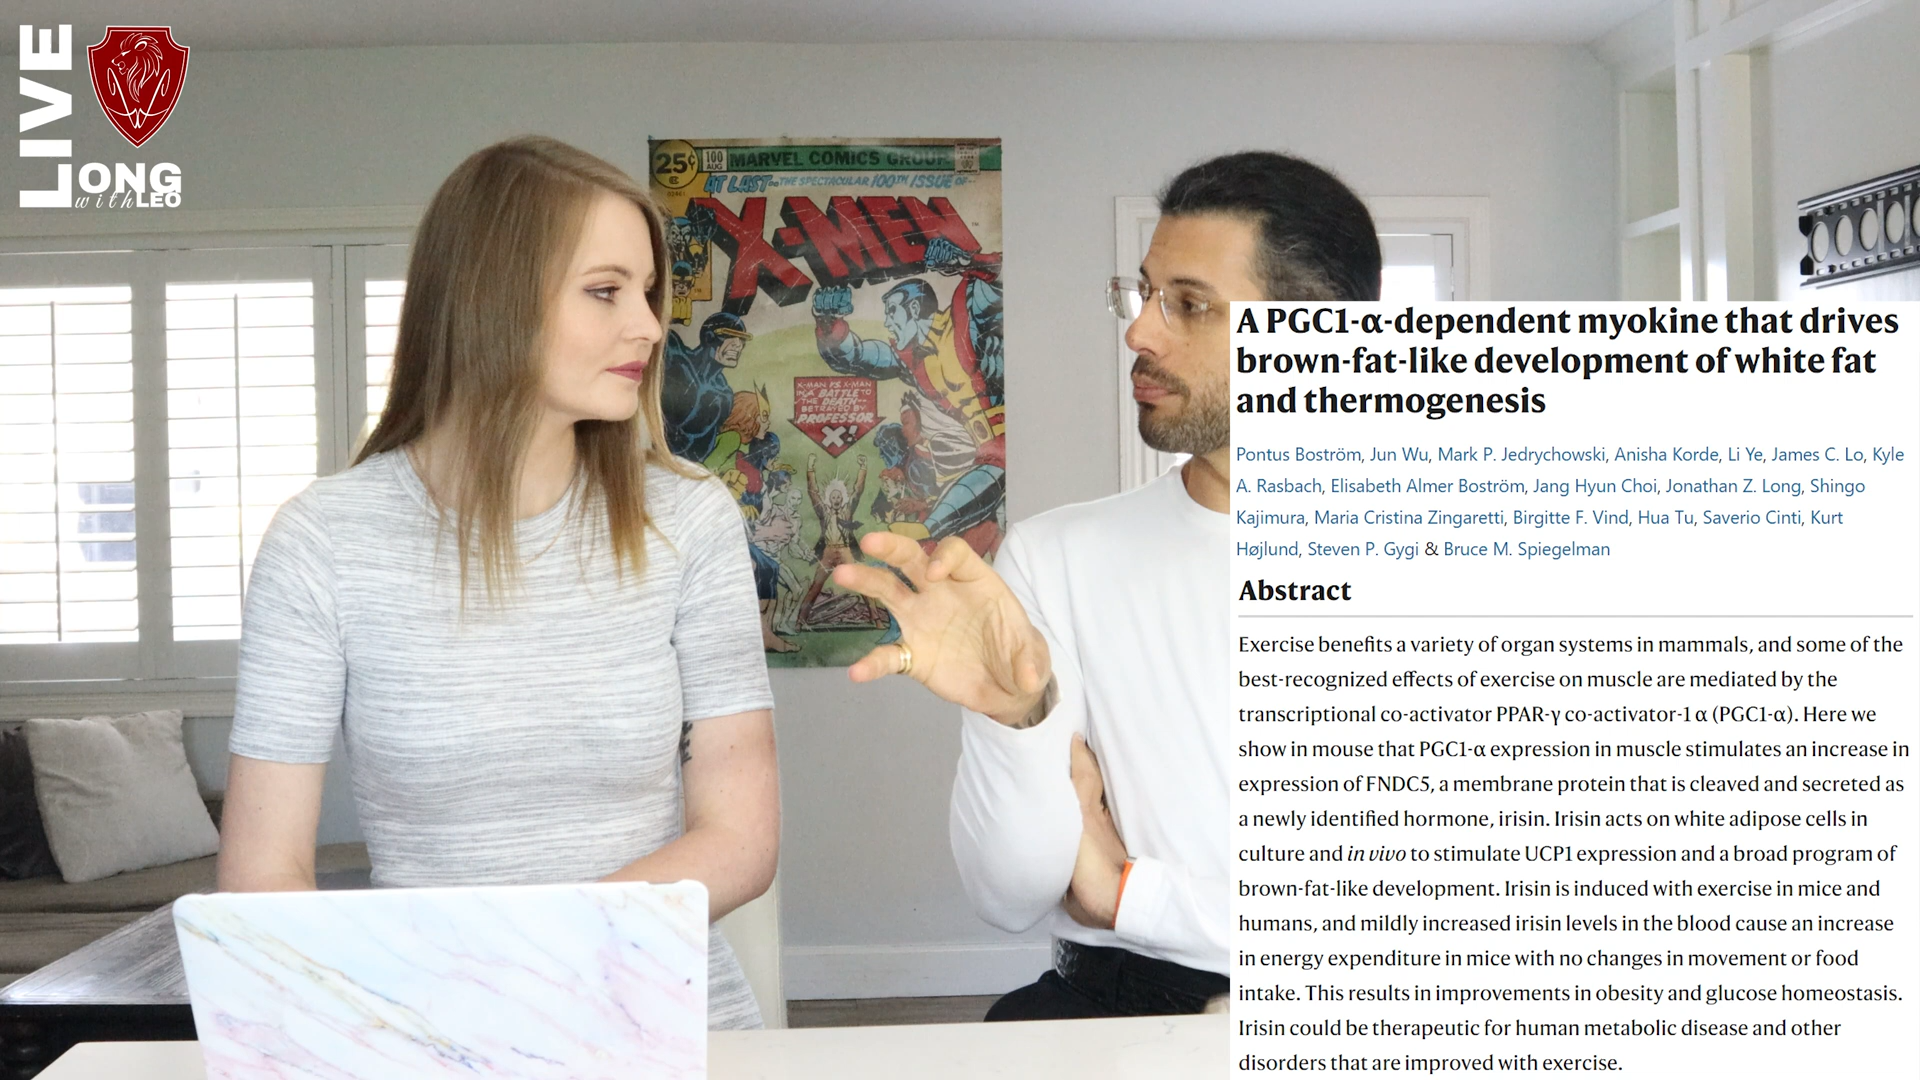 LIVE
LONG
with LEO
25¢
100
AUG
MARVEL COMICS GROUP
AT LAST--THE SPECTACULAR 100TH ISSUE OF--
X-MEN
X-MAN VS X-MAN
IN A BATTLE TO
THE DEATH--
BETRAYED BY
PROFESSOR
X!
A PGC1-α-dependent myokine that drives
brown-fat-like development of white fat
and thermogenesis
Pontus Boström, Jun Wu, Mark P. Jedrychowski, Anisha Korde, Li Ye, James C. Lo, Kyle
A. Rasbach, Elisabeth Almer Boström, Jang Hyun Choi, Jonathan Z. Long, Shingo
Kajimura, Maria Cristina Zingaretti, Birgitte F. Vind, Hua Tu, Saverio Cinti, Kurt
Højlund, Steven P. Gygi & Bruce M. Spiegelman
Abstract
Exercise benefits a variety of organ systems in mammals, and some of the
best-recognized effects of exercise on muscle are mediated by the
transcriptional co-activator PPAR-γ co-activator-1 α (PGC1-α). Here we
show in mouse that PGC1-α expression in muscle stimulates an increase in
expression of FNDC5, a membrane protein that is cleaved and secreted as
a newly identified hormone, irisin. Irisin acts on white adipose cells in
culture and in vivo to stimulate UCP1 expression and a broad program of
brown-fat-like development. Irisin is induced with exercise in mice and
humans, and mildly increased irisin levels in the blood cause an increase
in energy expenditure in mice with no changes in movement or food
intake. This results in improvements in obesity and glucose homeostasis.
Irisin could be therapeutic for human metabolic disease and other
disorders that are improved with exercise.